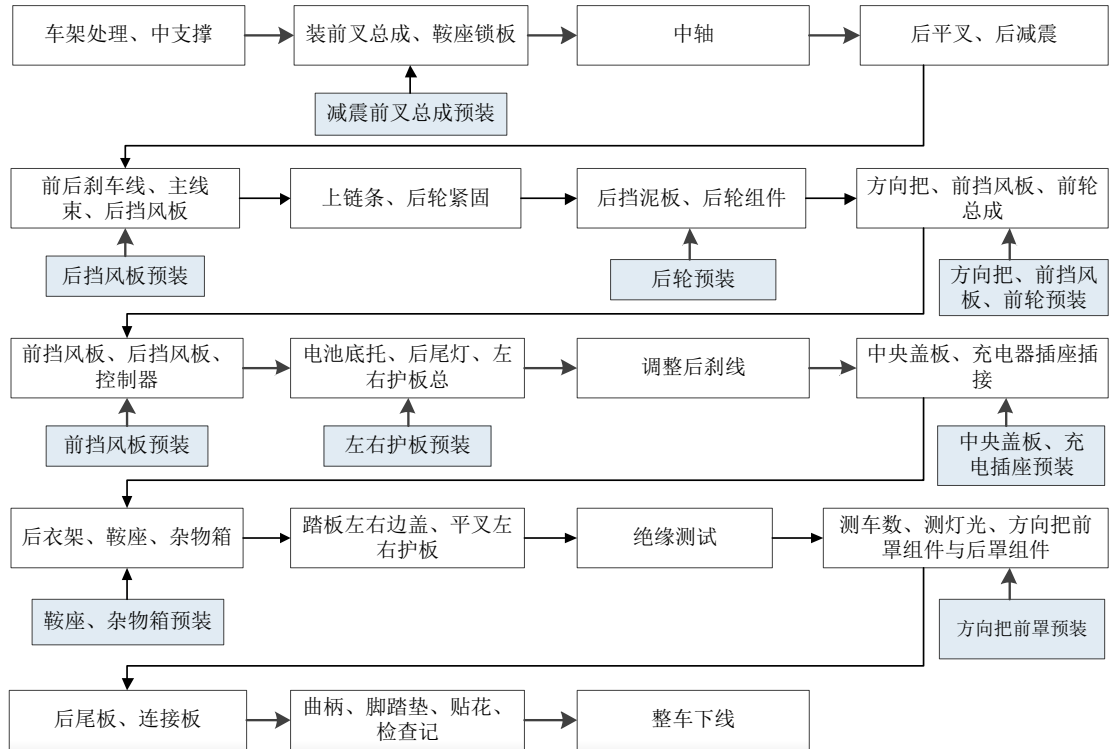 车架处理、中支撑
装前叉总成、鞍座锁板
中轴
后平叉、后减震
减震前叉总成预装
前后刹车线、主线
束、后挡风板
上链条、后轮紧固
后挡泥板、后轮组件
方向把、前挡风板、前轮
总成
后挡风板预装
后轮预装
方向把、前挡风
板、前轮预装
前挡风板、后挡风板、
控制器
电池底托、后尾灯、左
右护板总
调整后刹线
中央盖板、充电器插座插
接
前挡风板预装
左右护板预装
中央盖板、充
电插座预装
后衣架、鞍座、杂物箱
踏板左右边盖、平叉左
右护板
绝缘测试
测车数、测灯光、方向把前
罩组件与后罩组件
鞍座、杂物箱预装
方向把前罩预装
后尾板、连接板
曲柄、脚踏垫、贴花、
检查记
整车下线